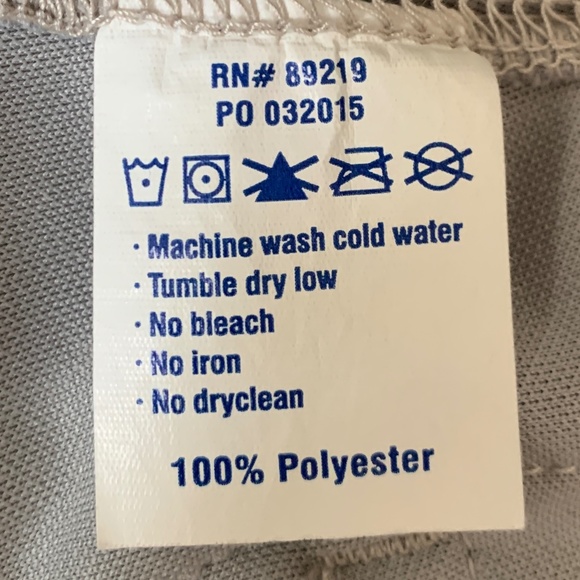 RN# 89219
PO 032015
· Machine wash cold water
· Tumble dry low
· No bleach
· No iron
· No dryclean
100% Polyester